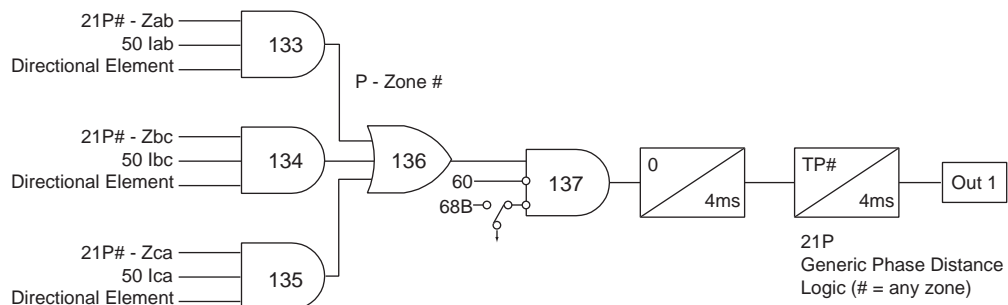 21P# - Zab
50 Iab
Directional Element
133
P - Zone #
21P# - Zbc
50 Ibc
Directional Element
134
136
60
68B
137
0
4ms
TP#
4ms
Out 1
21P# - Zca
50 Ica
Directional Element
135
21P
Generic Phase Distance
Logic (# = any zone)